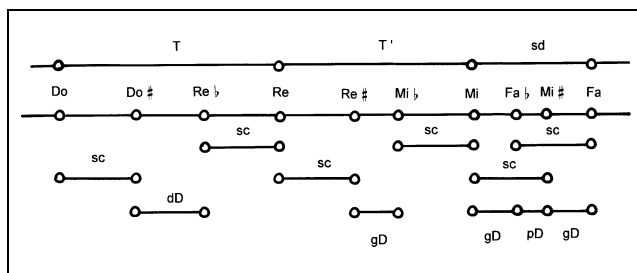 T T' sd
Do Do♯ Re♭ Re Re♯ Mi♭ Mi Fa♭ Mi♯ Fa
sc sc sc
sc sc sc
dD gD gD pD gD